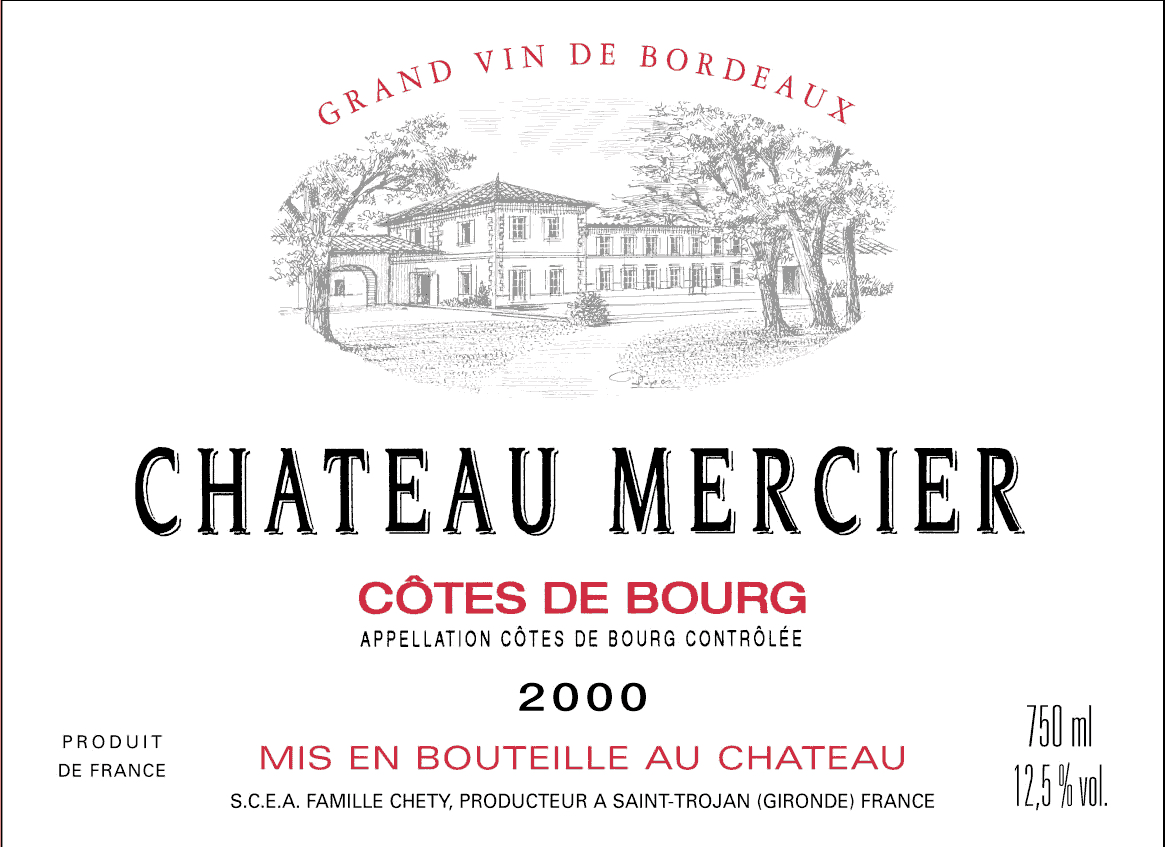 GRAND VIN DE BORDEAUX
CHATEAU MERCIER
CÔTES DE BOURG
APPELLATION CÔTES DE BOURG CONTRÔLÉE
2000
PRODUIT
DE FRANCE
MIS EN BOUTEILLE AU CHATEAU
S.C.E.A. FAMILLE CHETY, PRODUCTEUR A SAINT-TROJAN (GIRONDE) FRANCE
750 ml
12,5 % vol.